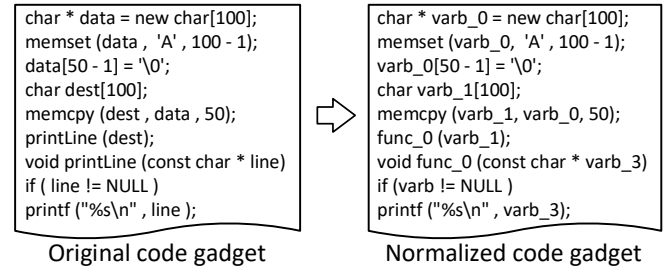 char * data = new char[100];
memset (data , 'A' , 100 - 1);
data[50 - 1] = '\0';
char dest[100];
memcpy (dest , data , 50);
printLine (dest);
void printLine (const char * line)
if ( line != NULL )
printf ("%s\n" , line );
Original code gadget
char * varb_0 = new char[100];
memset (varb_0, 'A' , 100 - 1);
varb_0[50 - 1] = '\0';
char varb_1[100];
memcpy (varb_1, varb_0, 50);
func_0 (varb_1);
void func_0 (const char * varb_3)
if (varb != NULL )
printf ("%s\n" , varb_3);
Normalized code gadget